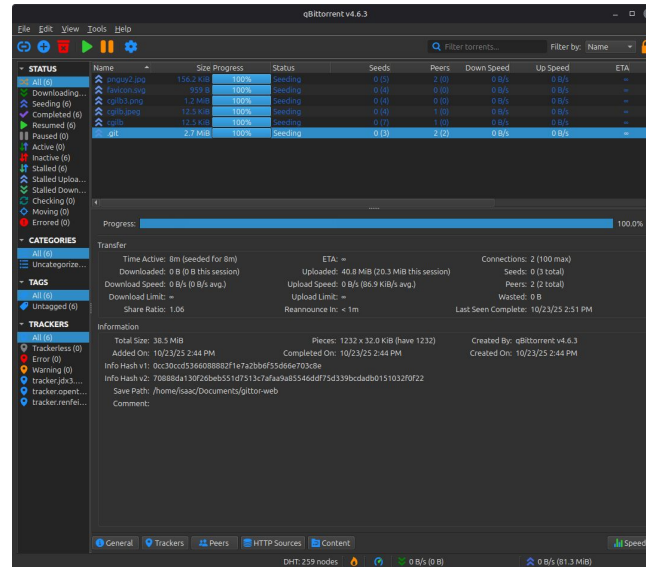 qBittorrent v4.6.3
File Edit View Tools Help
Filter torrents... Filter by: Name
STATUS
All (6)
Downloading...
Seeding (6)
Completed (6)
Resumed (6)
Paused (0)
Active (0)
Inactive (6)
Stalled (6)
Stalled Uploa...
Stalled Down...
Checking (0)
Moving (0)
Errored (0)
CATEGORIES
All (6)
Uncategorize...
TAGS
All (6)
Untagged (6)
TRACKERS
All (6)
Trackerless (0)
Error (0)
Warning (0)
tracker.jdx3....
tracker.opent...
tracker.renfei...
Name Size Progress Status Seeds Peers Down Speed Up Speed ETA
pnguy2.jpg 156.2 KiB 100% Seeding 0 (5) 2 (0) 0 B/s 0 B/s ∞
favicon.svg 959 B 100% Seeding 0 (4) 0 (0) 0 B/s 0 B/s ∞
cgilb3.png 1.2 MiB 100% Seeding 0 (4) 0 (0) 0 B/s 0 B/s ∞
cgilb.jpeg 12.5 KiB 100% Seeding 0 (4) 1 (0) 0 B/s 0 B/s ∞
cgilb 12.5 KiB 100% Seeding 0 (7) 1 (0) 0 B/s 0 B/s ∞
.git 2.7 MiB 100% Seeding 0 (3) 2 (2) 0 B/s 0 B/s ∞
Progress: 100.0%
Transfer
Time Active: 8m (seeded for 8m) ETA: ∞ Connections: 2 (100 max)
Downloaded: 0 B (0 B this session) Uploaded: 40.8 MiB (20.3 MiB this session) Seeds: 0 (3 total)
Download Speed: 0 B/s (0 B/s avg.) Upload Speed: 0 B/s (86.9 KiB/s avg.) Peers: 2 (2 total)
Download Limit: ∞ Upload Limit: ∞ Wasted: 0 B
Share Ratio: 1.06 Reannounce In: < 1m Last Seen Complete: 10/23/25 2:51 PM
Information
Total Size: 38.5 MiB Pieces: 1232 x 32.0 KiB (have 1232) Created By: qBittorrent v4.6.3
Added On: 10/23/25 2:44 PM Completed On: 10/23/25 2:44 PM Created On: 10/23/25 2:44 PM
Info Hash v1: 0cc30ccd5366088882f1e7a2bb6f55d66e703c8e
Info Hash v2: 70888da130f26beb551d7513c7afaa9a85546ddf75d339bcdadb0151032f0f22
Save Path: /home/isaac/Documents/gittor-web
Comment:
General Trackers Peers HTTP Sources Content Speed
DHT: 259 nodes 0 B/s (0 B) 0 B/s (81.3 MiB)